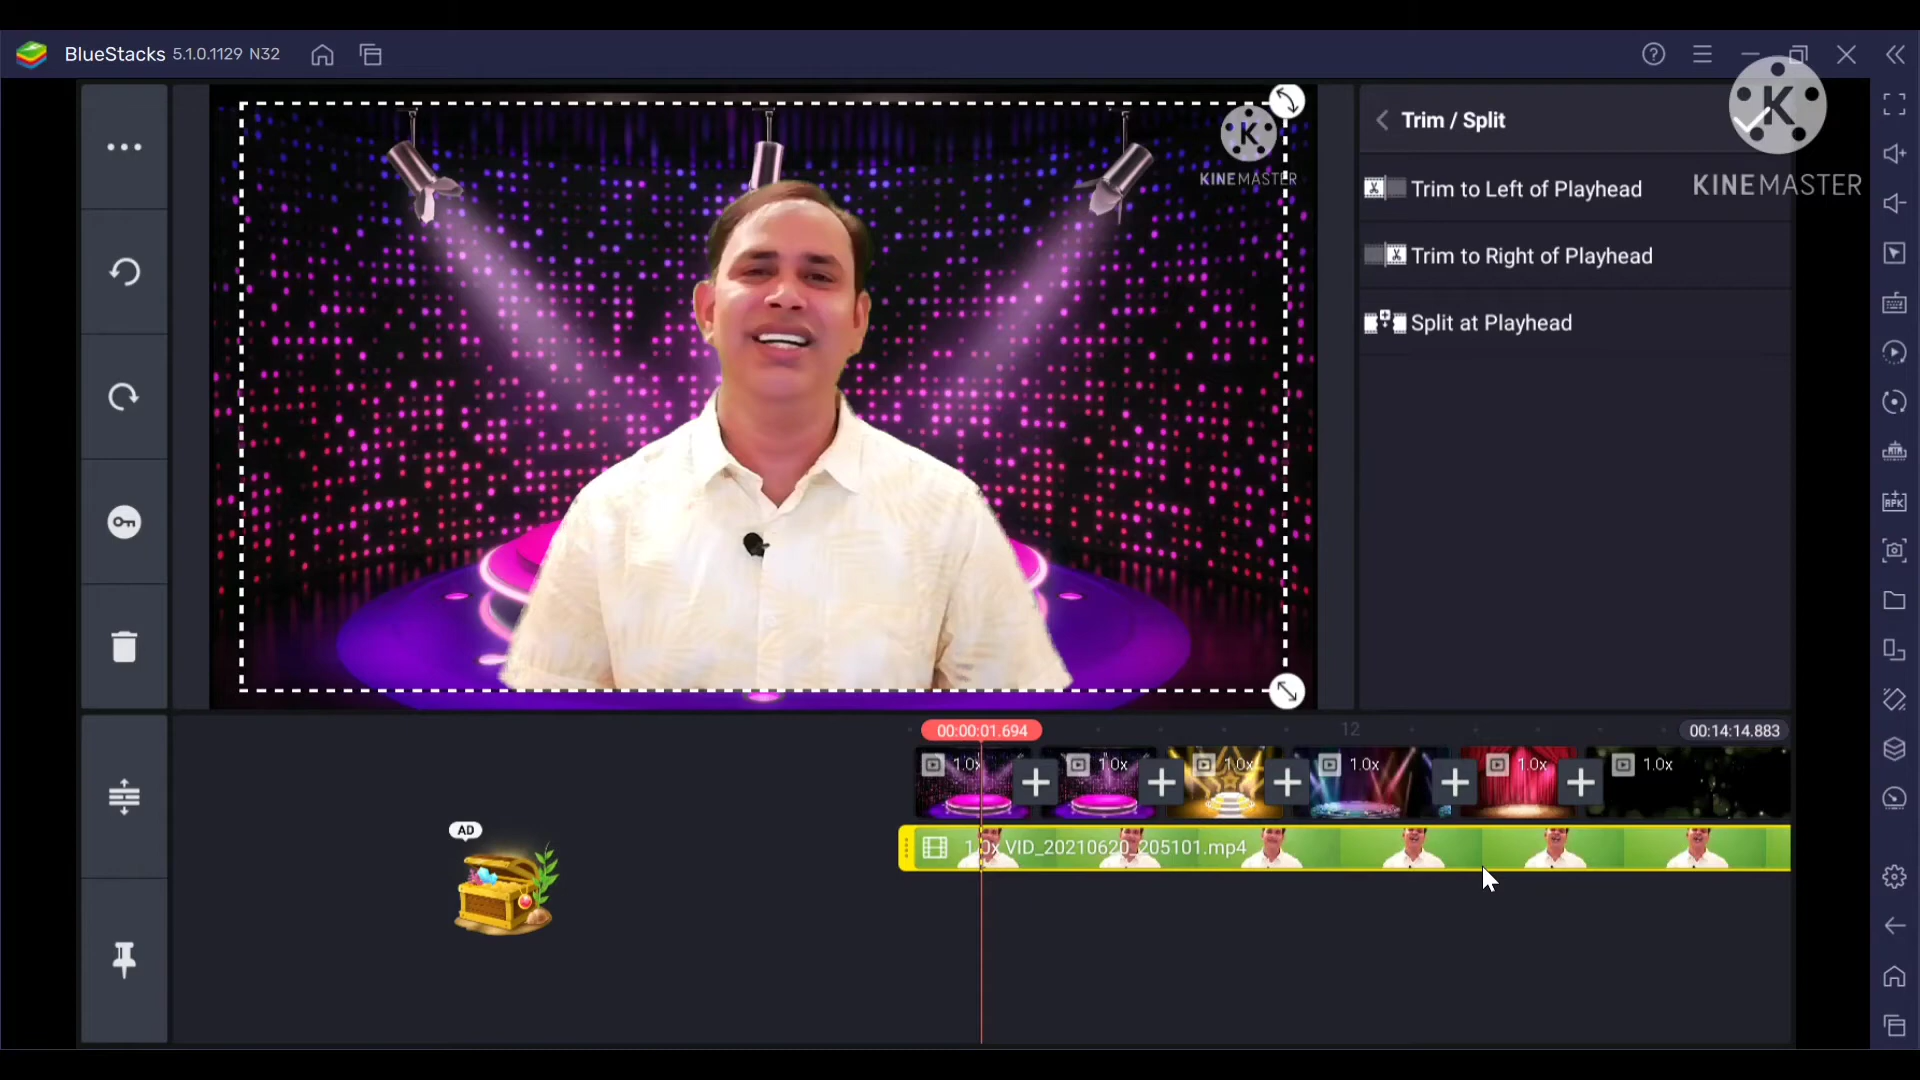 BlueStacks 5.1.0.1129 N32
K
KINEMASTER
K
KINEMASTER
Trim / Split
Trim to Left of Playhead
Trim to Right of Playhead
Split at Playhead
00:00:01.694
12
00:14:14.883
1.0x
1.0x
1.0x
1.0x
1.0x
1.0x
1.0x VID_20210620_205101.mp4
AD
APK